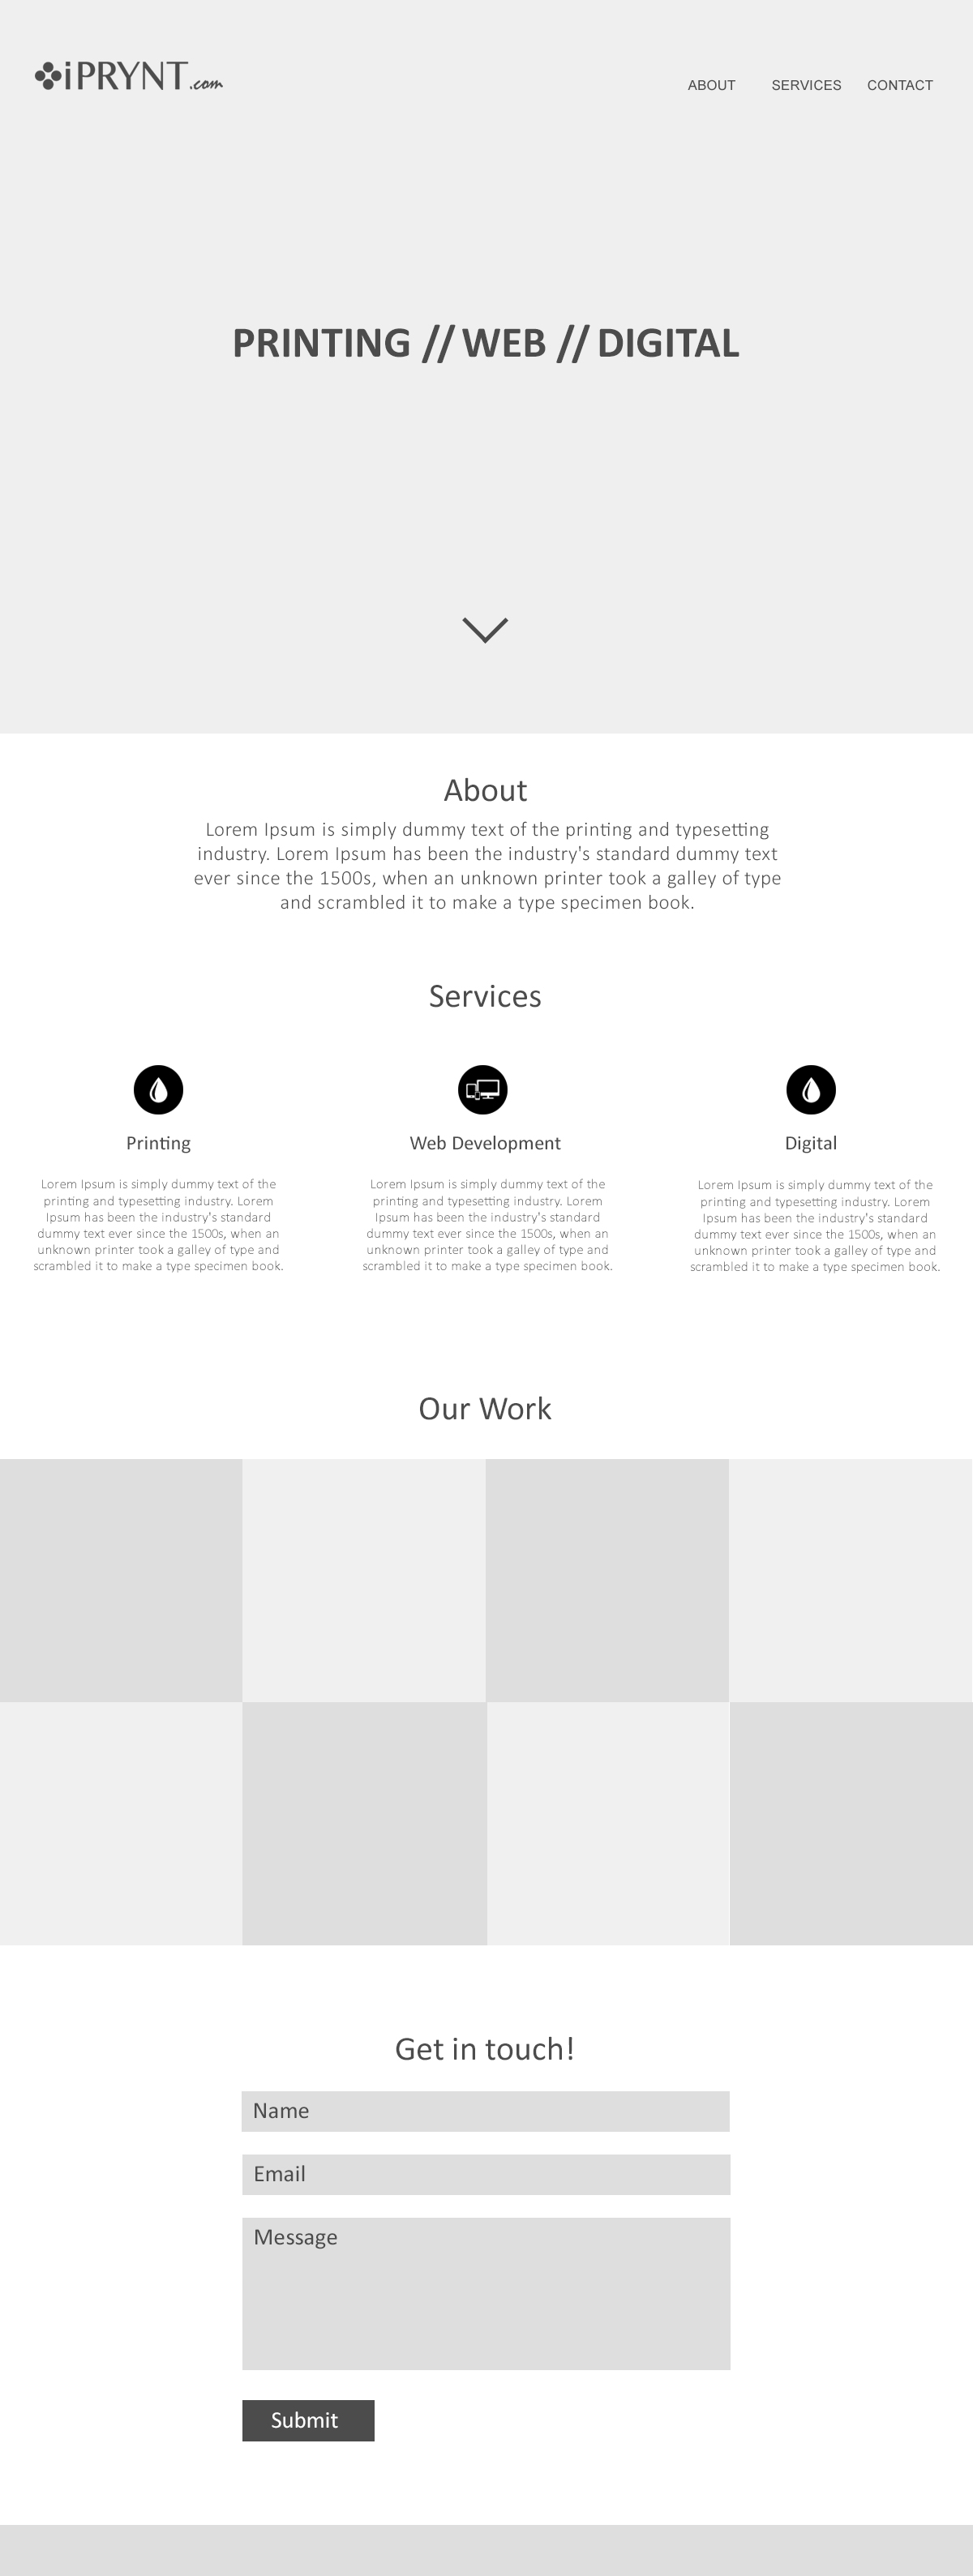 iPRYNT.com
ABOUT SERVICES CONTACT
PRINTING // WEB // DIGITAL
About
Lorem Ipsum is simply dummy text of the printing and typesetting
industry. Lorem Ipsum has been the industry's standard dummy text
ever since the 1500s, when an unknown printer took a galley of type
and scrambled it to make a type specimen book.
Services
Printing
Lorem Ipsum is simply dummy text of the
printing and typesetting industry. Lorem
Ipsum has been the industry's standard
dummy text ever since the 1500s, when an
unknown printer took a galley of type and
scrambled it to make a type specimen book.
Web Development
Lorem Ipsum is simply dummy text of the
printing and typesetting industry. Lorem
Ipsum has been the industry's standard
dummy text ever since the 1500s, when an
unknown printer took a galley of type and
scrambled it to make a type specimen book.
Digital
Lorem Ipsum is simply dummy text of the
printing and typesetting industry. Lorem
Ipsum has been the industry's standard
dummy text ever since the 1500s, when an
unknown printer took a galley of type and
scrambled it to make a type specimen book.
Our Work
Get in touch!
Name
Email
Message
Submit